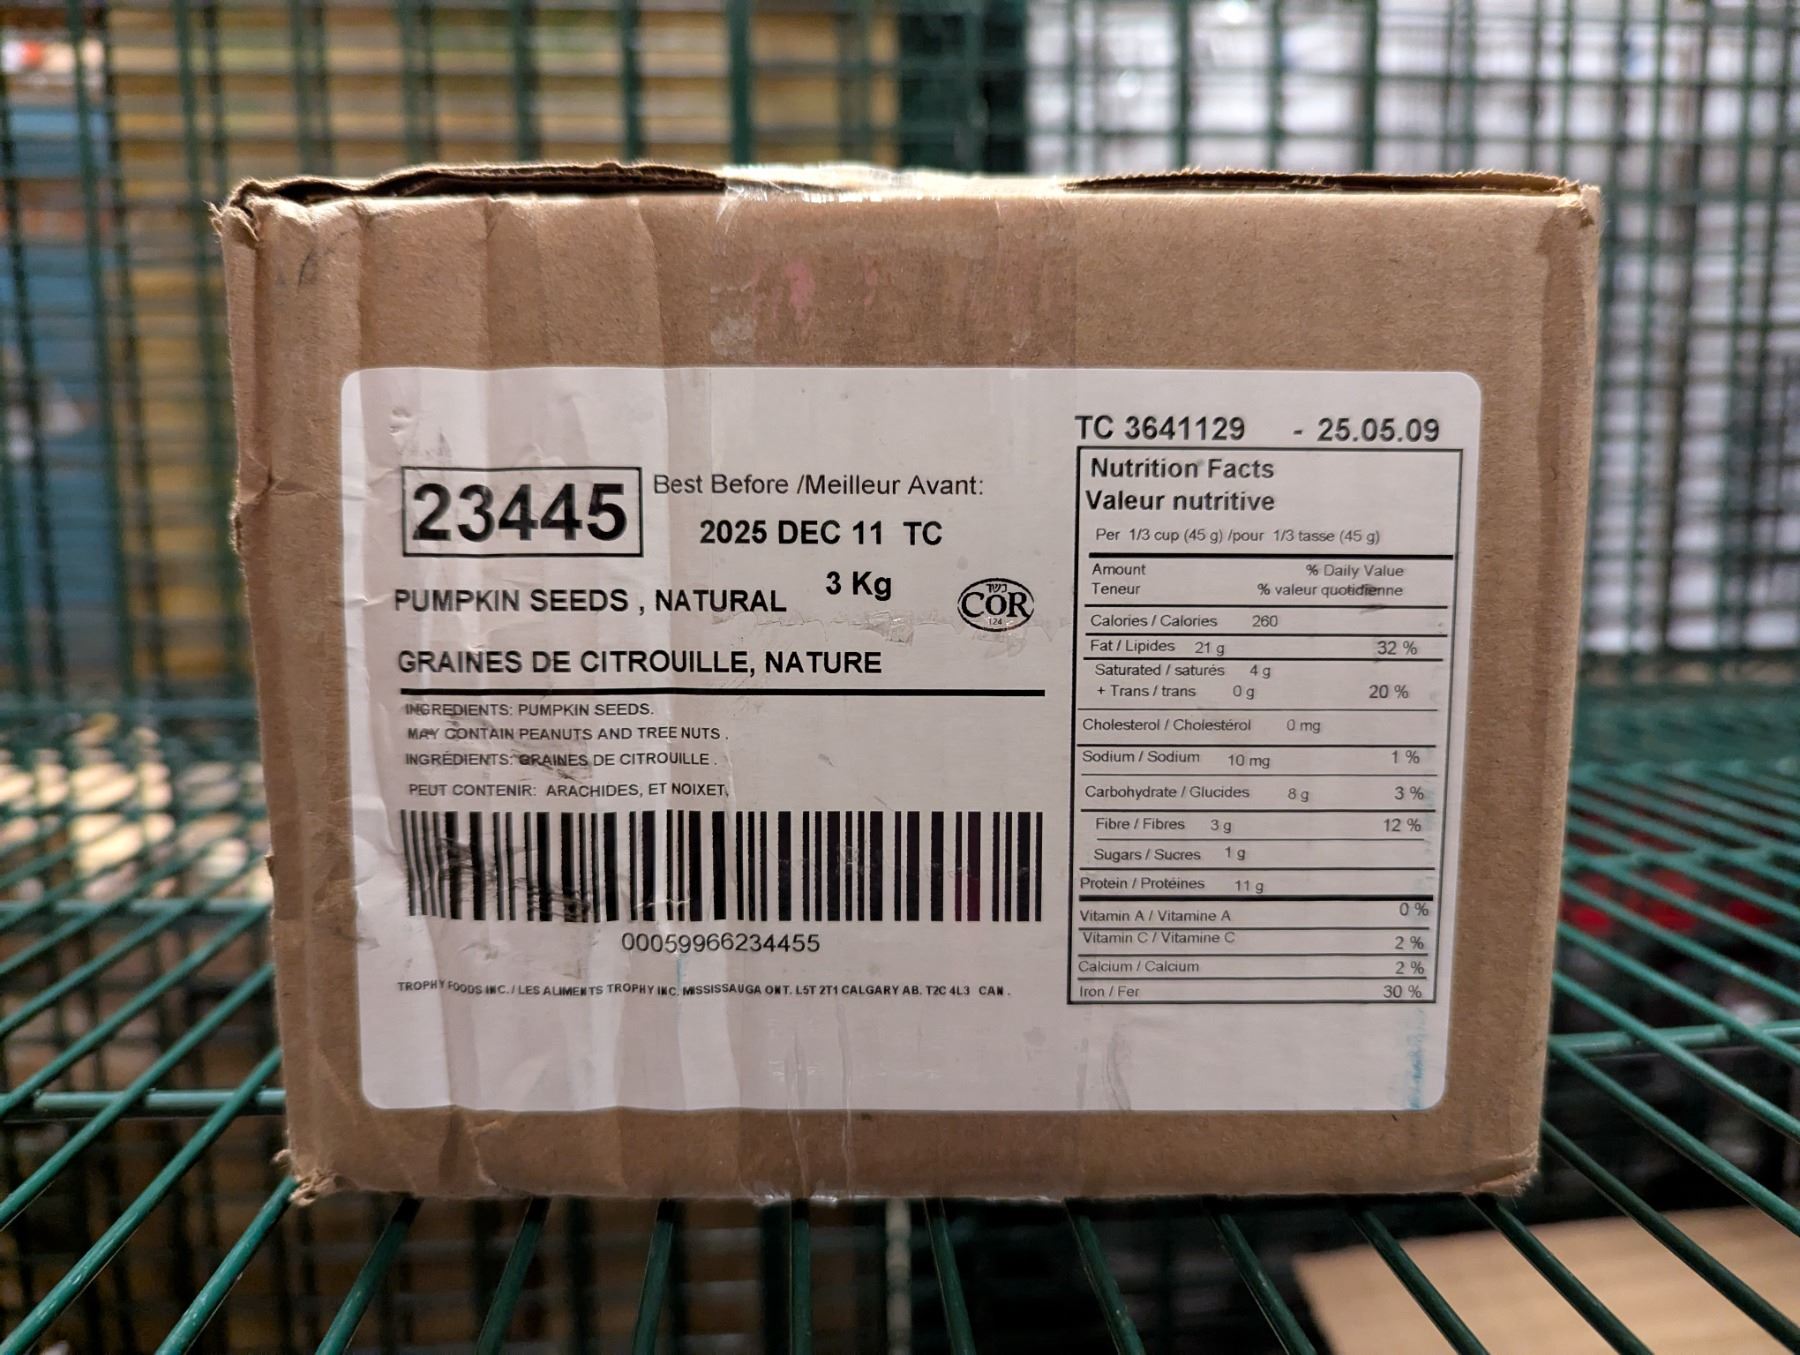 TC 3641129 - 25.05.09
23445
Best Before /Meilleur Avant:
2025 DEC 11 TC
PUMPKIN SEEDS , NATURAL 3 Kg
כשר
COR
124
GRAINES DE CITROUILLE, NATURE
INGREDIENTS: PUMPKIN SEEDS.
MAY CONTAIN PEANUTS AND TREE NUTS .
INGRÉDIENTS: GRAINES DE CITROUILLE .
PEUT CONTENIR: ARACHIDES, ET NOIXET,
00059966234455
TROPHY FOODS INC. / LES ALIMENTS TROPHY INC. MISSISSAUGA ONT. L5T 2T1 CALGARY AB. T2C 4L3 CAN .
Nutrition Facts
Valeur nutritive
Per 1/3 cup (45 g) /pour 1/3 tasse (45 g)
Amount % Daily Value
Teneur % valeur quotidienne
Calories / Calories 260
Fat / Lipides 21 g 32 %
Saturated / saturés 4 g
+ Trans / trans 0 g 20 %
Cholesterol / Cholestérol 0 mg
Sodium / Sodium 10 mg 1 %
Carbohydrate / Glucides 8 g 3 %
Fibre / Fibres 3 g 12 %
Sugars / Sucres 1 g
Protein / Protéines 11 g
Vitamin A / Vitamine A 0 %
Vitamin C / Vitamine C 2 %
Calcium / Calcium 2 %
Iron / Fer 30 %